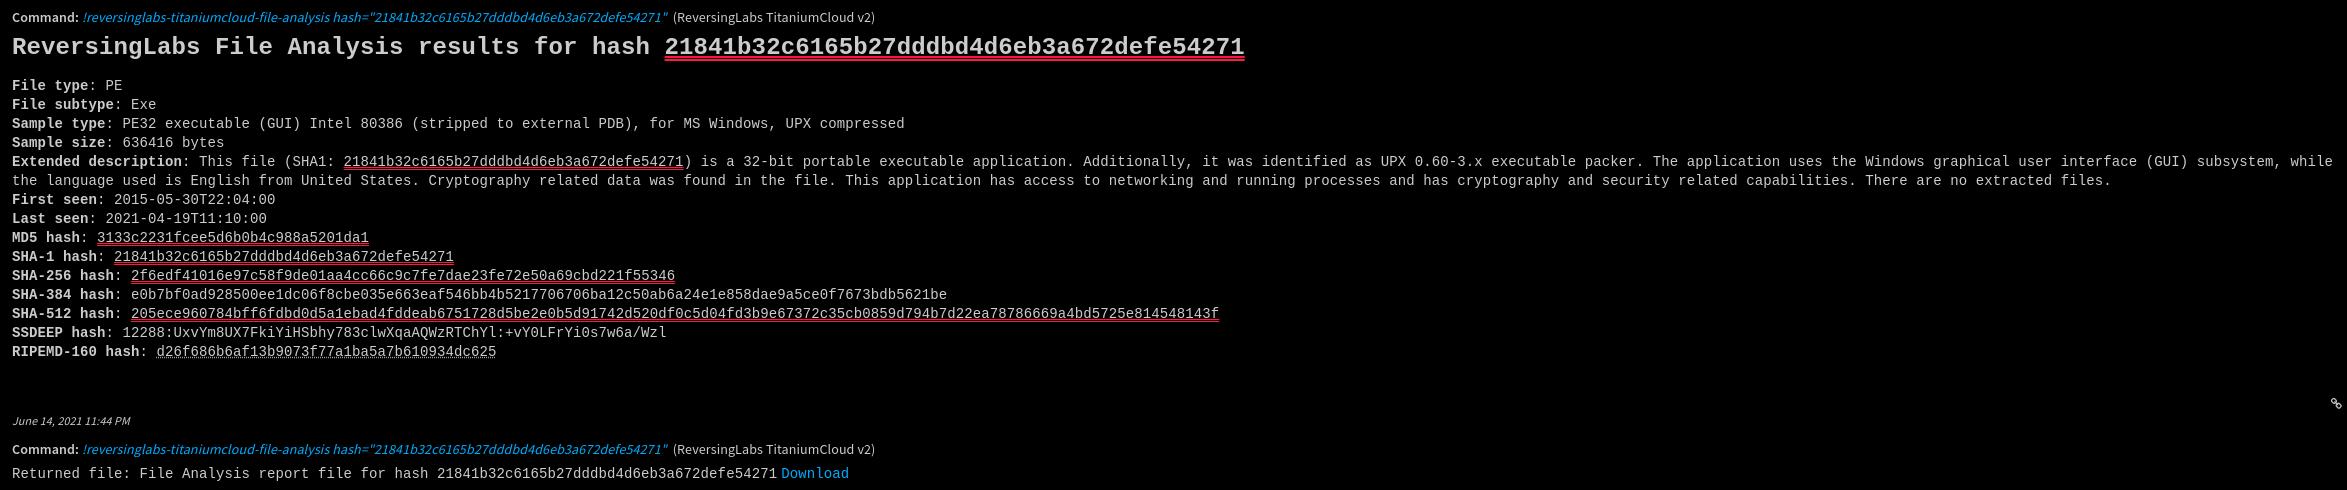 Command: !reversinglabs-titaniumcloud-file-analysis hash="21841b32c6165b27dddbd4d6eb3a672defe54271" (ReversingLabs TitaniumCloud v2)
ReversingLabs File Analysis results for hash 21841b32c6165b27dddbd4d6eb3a672defe54271
File type: PE
File subtype: Exe
Sample type: PE32 executable (GUI) Intel 80386 (stripped to external PDB), for MS Windows, UPX compressed
Sample size: 636416 bytes
Extended description: This file (SHA1: 21841b32c6165b27dddbd4d6eb3a672defe54271) is a 32-bit portable executable application. Additionally, it was identified as UPX 0.60-3.x executable packer. The application uses the Windows graphical user interface (GUI) subsystem, while
the language used is English from United States. Cryptography related data was found in the file. This application has access to networking and running processes and has cryptography and security related capabilities. There are no extracted files.
First seen: 2015-05-30T22:04:00
Last seen: 2021-04-19T11:10:00
MD5 hash: 3133c2231fcee5d6b0b4c988a5201da1
SHA-1 hash: 21841b32c6165b27dddbd4d6eb3a672defe54271
SHA-256 hash: 2f6edf41016e97c58f9de01aa4cc66c9c7fe7dae23fe72e50a69cbd221f55346
SHA-384 hash: e0b7bf0ad928500ee1dc06f8cbe035e663eaf546bb4b5217706706ba12c50ab6a24e1e858dae9a5ce0f7673bdb5621be
SHA-512 hash: 205ece960784bff6fdbd0d5a1ebad4fddeab6751728d5be2e0b5d91742d520df0c5d04fd3b9e67372c35cb0859d794b7d22ea78786669a4bd5725e814548143f
SSDEEP hash: 12288:UxvYm8UX7FkiYiHSbhy783clwXqaAQWzRTChYl:+vY0LFrYi0s7w6a/Wzl
RIPEMD-160 hash: d26f686b6af13b9073f77a1ba5a7b610934dc625
June 14, 2021 11:44 PM
Command: !reversinglabs-titaniumcloud-file-analysis hash="21841b32c6165b27dddbd4d6eb3a672defe54271" (ReversingLabs TitaniumCloud v2)
Returned file: File Analysis report file for hash 21841b32c6165b27dddbd4d6eb3a672defe54271 Download